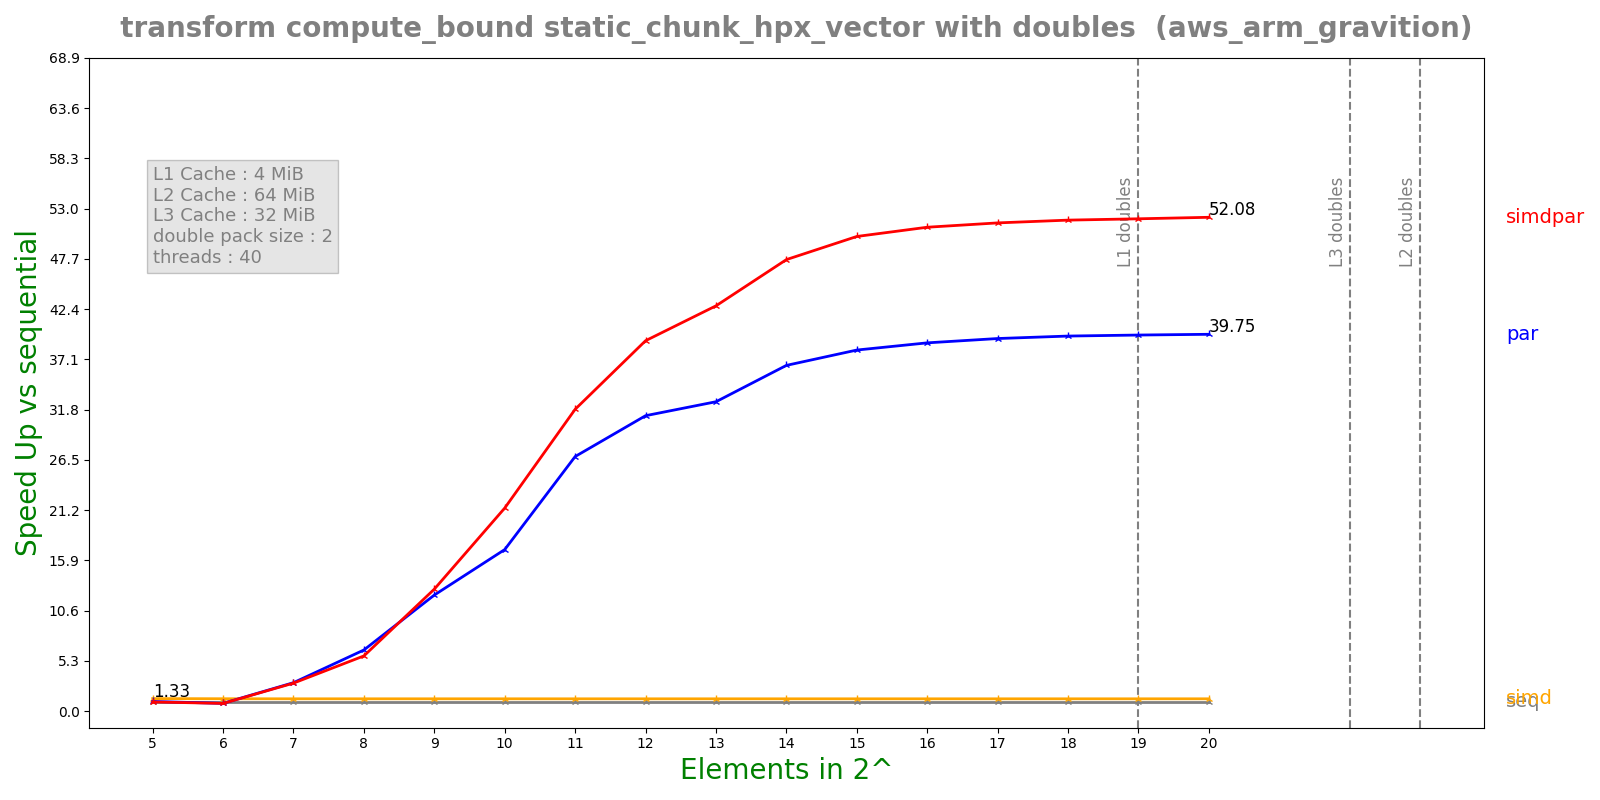 transform compute_bound static_chunk_hpx_vector with doubles  (aws_arm_gravition)
Speed Up vs sequential
68.9
63.6
58.3
53.0
47.7
42.4
37.1
31.8
26.5
21.2
15.9
10.6
5.3
0.0
L1 Cache : 4 MiB
L2 Cache : 64 MiB
L3 Cache : 32 MiB
double pack size : 2
threads : 40
1.33
52.08
39.75
L1 doubles
L3 doubles
L2 doubles
simdpar
par
simd
seq
5 6 7 8 9 10 11 12 13 14 15 16 17 18 19 20
Elements in 2^